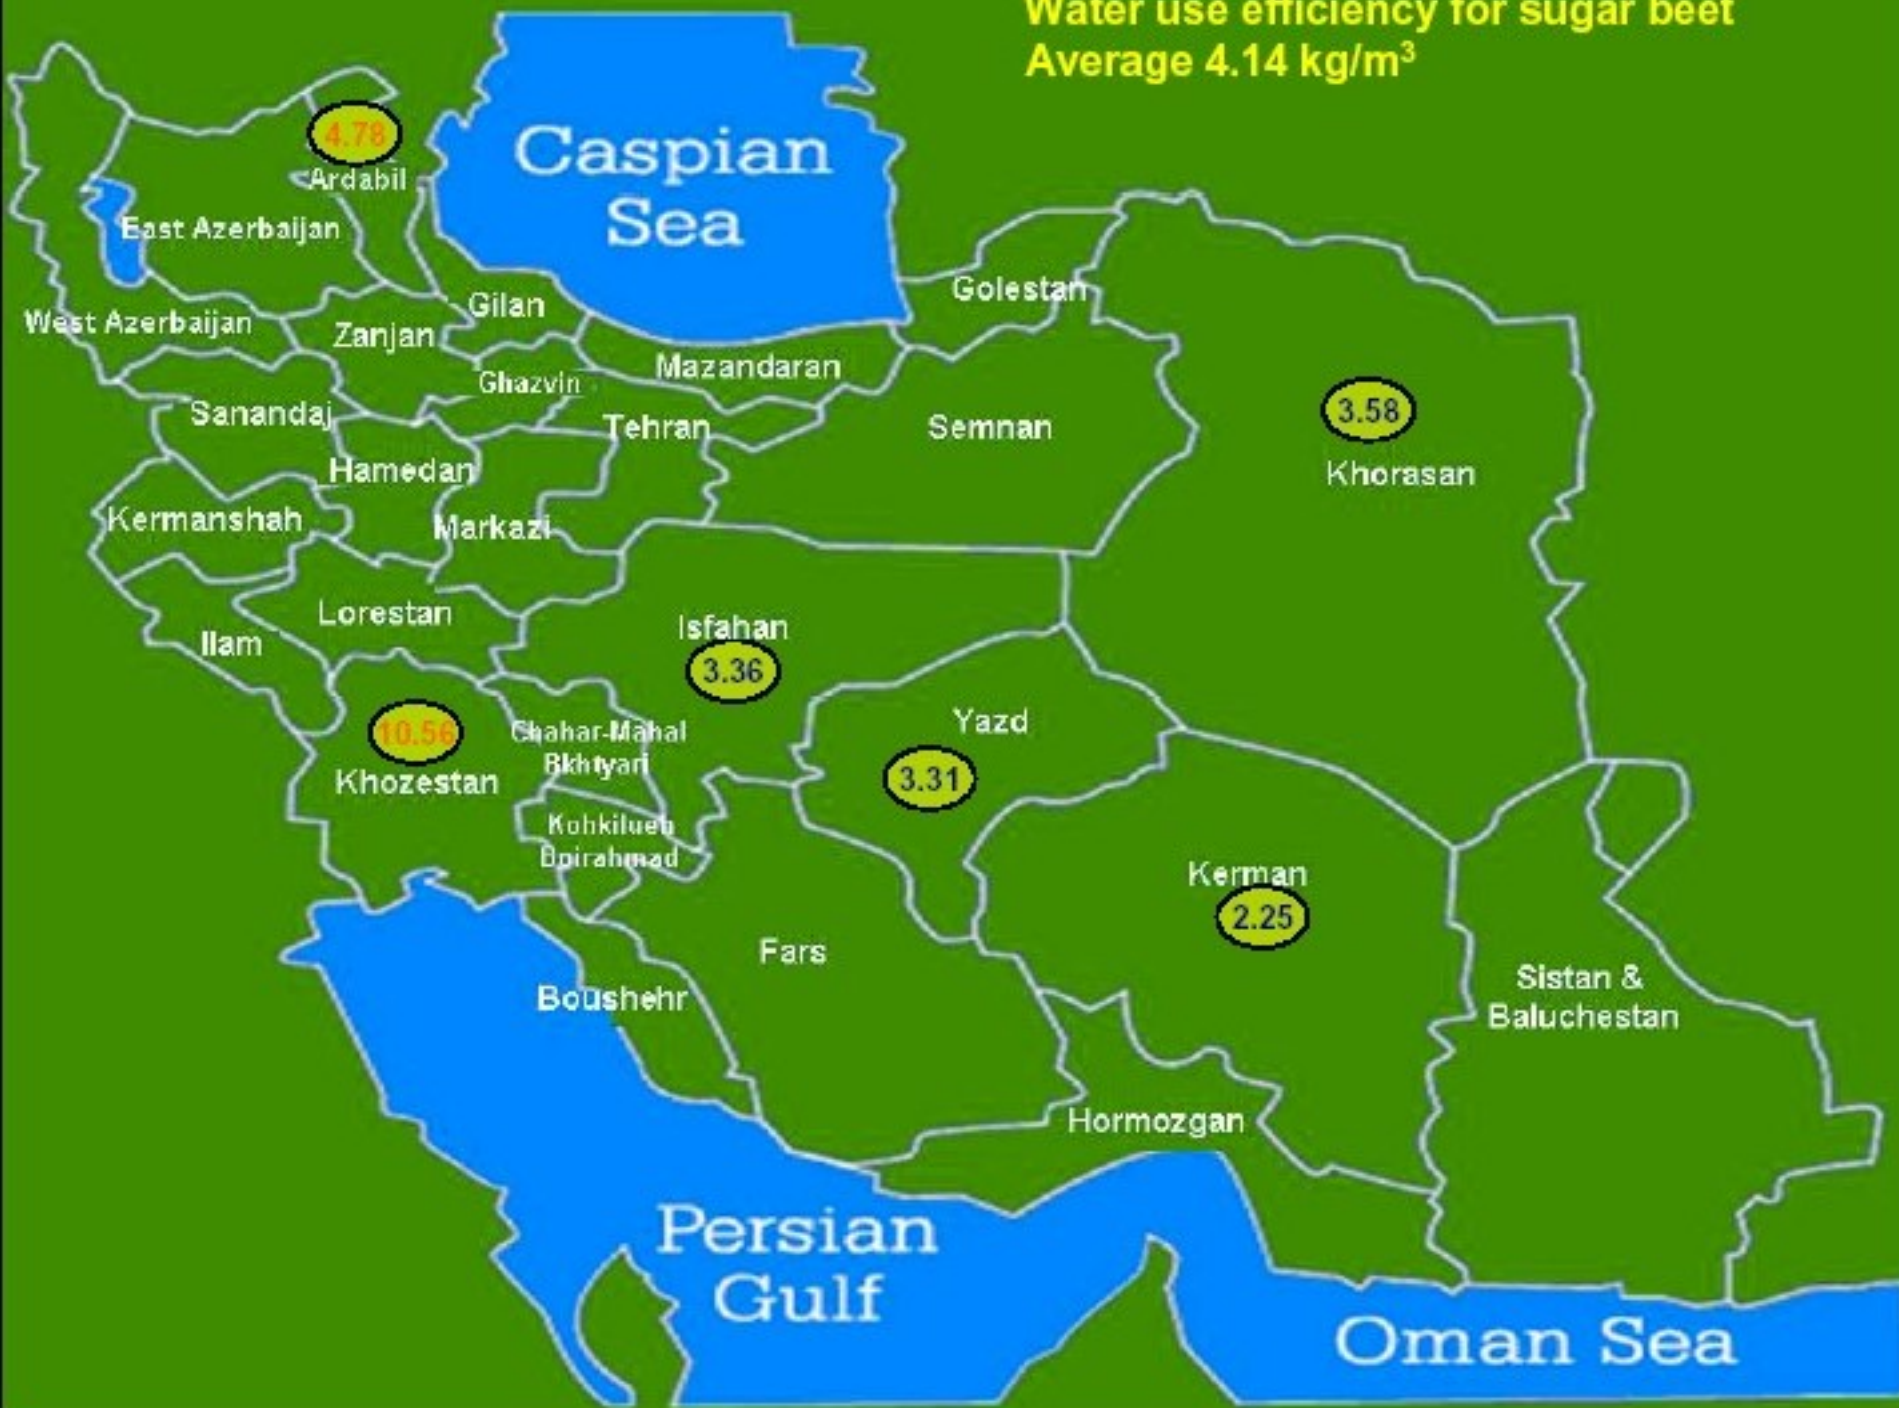 Water use efficiency for sugar beet
Average 4.14 kg/m³
4.78
Ardabil
Caspian
Sea
East Azerbaijan
Golestan
Gilan
West Azerbaijan
Zanjan
Mazandaran
Ghazvin
3.58
Sanandaj
Tehran
Semnan
Hamedan
Khorasan
Kermanshah
Markazi
Lorestan
Isfahan
Ilam
3.36
10.56
Chahar-Mahal
Bkhtyari
Yazd
Khozestan
3.31
Kohkilueh
Boirahmad
Kerman
2.25
Fars
Sistan &
Baluchestan
Boushehr
Hormozgan
Persian
Gulf
Oman Sea